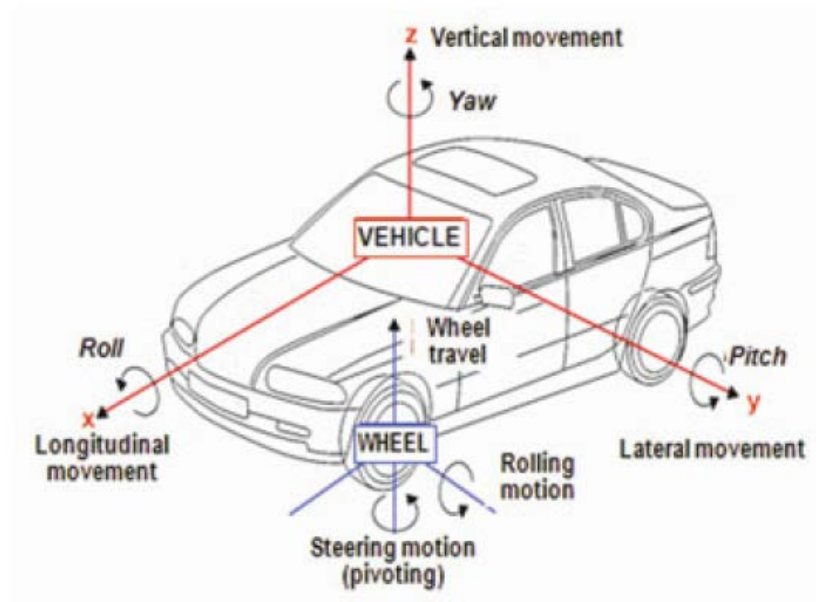 z Vertical movement
Yaw
VEHICLE
Wheel
travel
Roll
Pitch
x
y
Longitudinal
movement
WHEEL
Lateral movement
Rolling
motion
Steering motion
(pivoting)